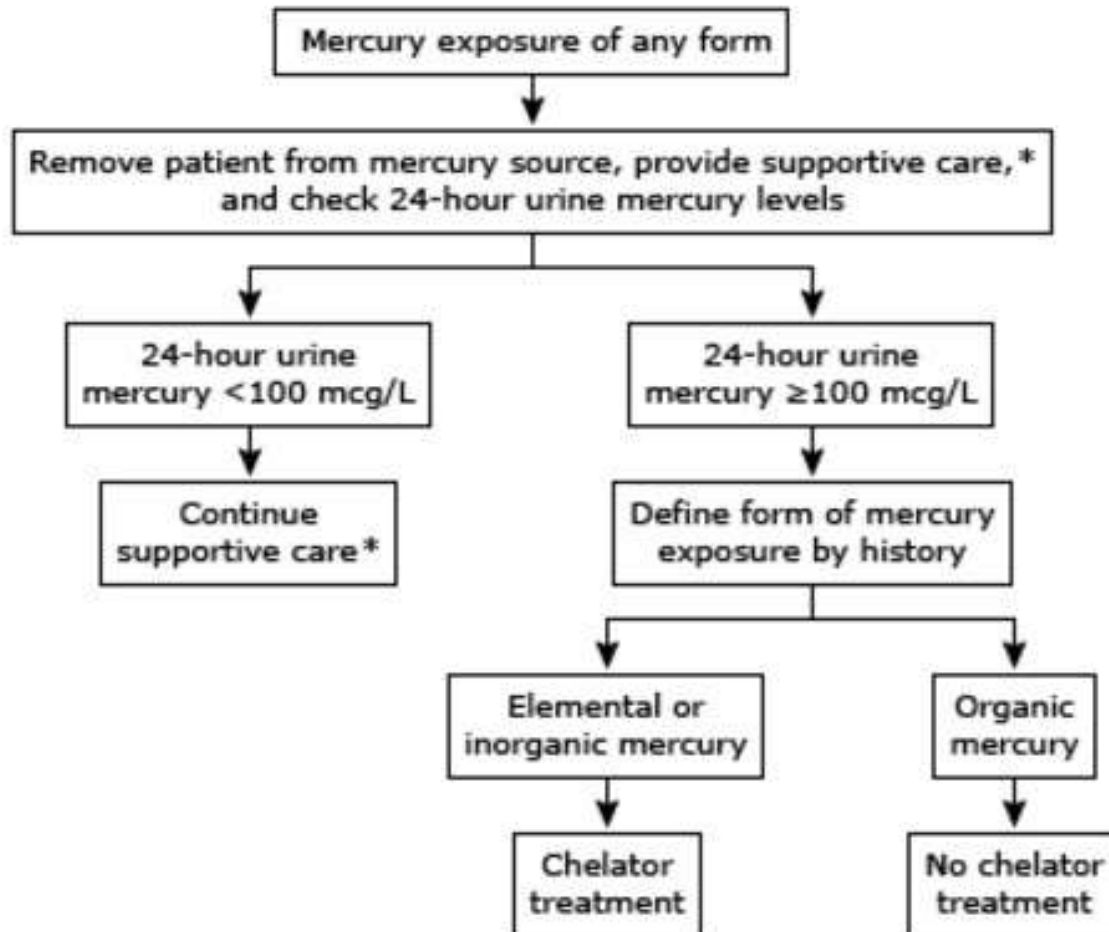 Mercury exposure of any form
Remove patient from mercury source, provide supportive care,*
and check 24-hour urine mercury levels
24-hour urine
mercury <100 mcg/L
24-hour urine
mercury ≥100 mcg/L
Continue
supportive care*
Define form of mercury
exposure by history
Elemental or
inorganic mercury
Organic
mercury
Chelator
treatment
No chelator
treatment